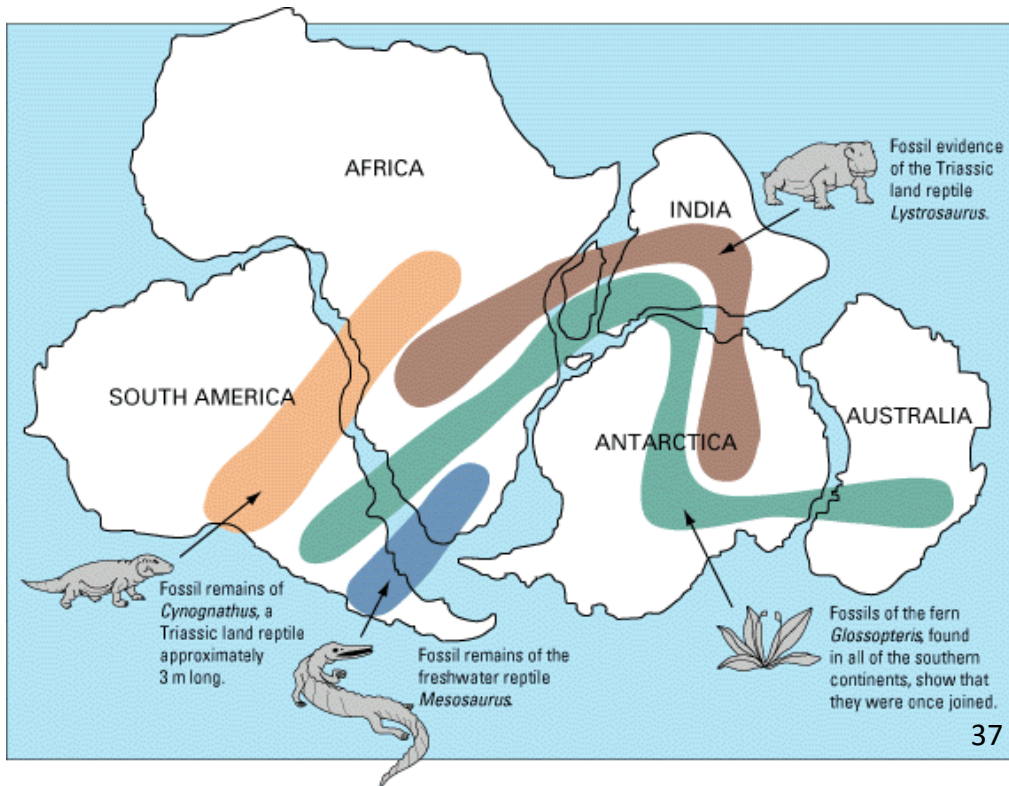 AFRICA
INDIA
Fossil evidence
of the Triassic
land reptile
Lystrosaurus.
SOUTH AMERICA
ANTARCTICA
AUSTRALIA
Fossil remains of
Cynognathus, a
Triassic land reptile
approximately
3 m long.
Fossil remains of the
freshwater reptile
Mesosaurus.
Fossils of the fern
Glossopteris, found
in all of the southern
continents, show that
they were once joined.
37